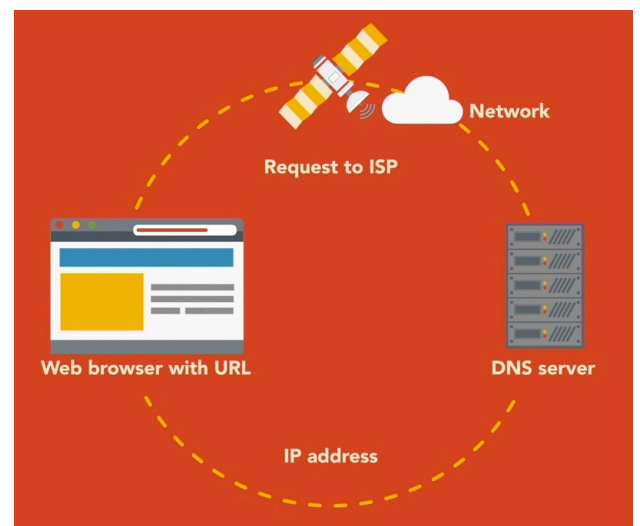 Network
Request to ISP
Web browser with URL
DNS server
IP address